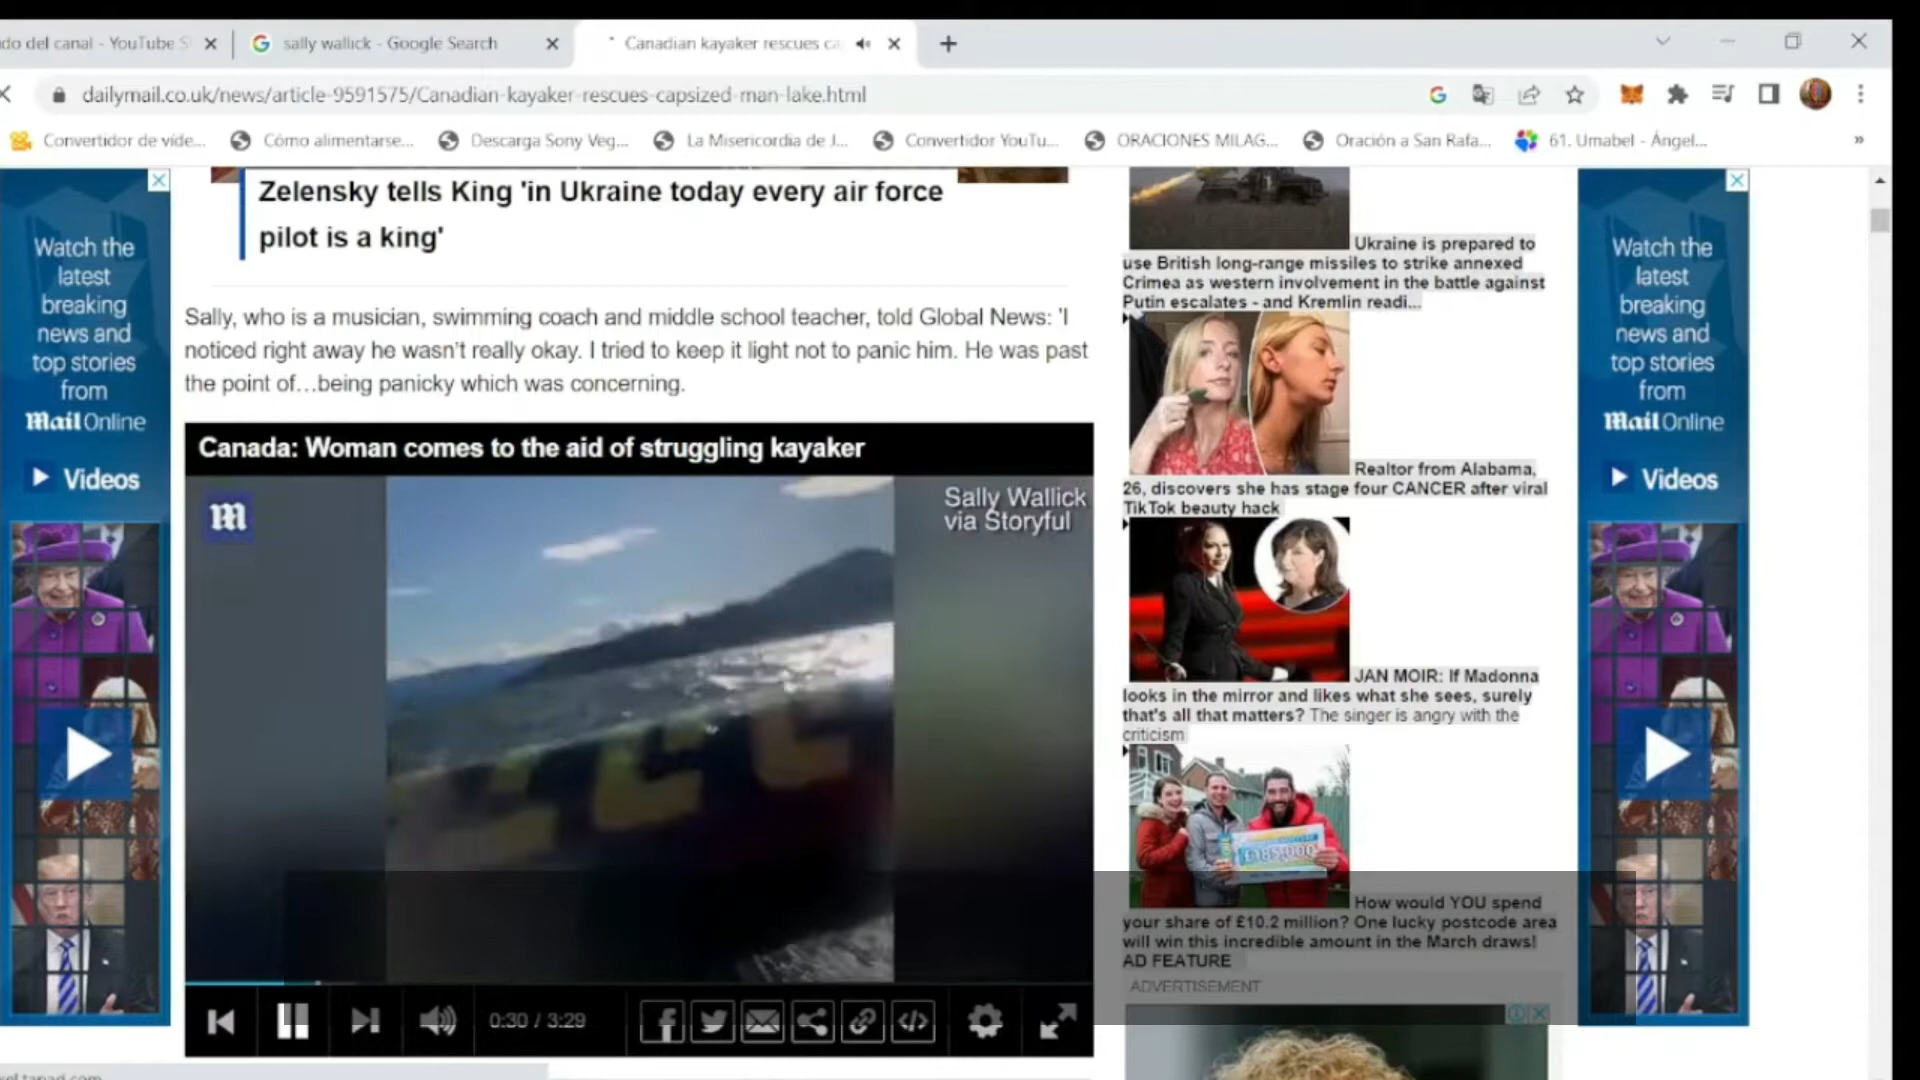 do del canal - YouTube S
sally wallick - Google Search
Canadian kayaker rescues ca
dailymail.co.uk/news/article-9591575/Canadian-kayaker-rescues-capsized-man-lake.html
Convertidor de víde...
Cómo alimentarse...
Descarga Sony Veg...
La Misericordia de J...
Convertidor YouTu...
ORACIONES MILAG...
Oración a San Rafa...
61. Umabel - Ángel...
»
Watch the
latest
breaking
news and
top stories
from
Mail Online
Videos
Zelensky tells King 'in Ukraine today every air force
pilot is a king'
Sally, who is a musician, swimming coach and middle school teacher, told Global News: 'I
noticed right away he wasn't really okay. I tried to keep it light not to panic him. He was past
the point of…being panicky which was concerning.
Canada: Woman comes to the aid of struggling kayaker
m
Sally Wallick
via Storyful
0:30 / 3:29
Ukraine is prepared to
use British long-range missiles to strike annexed
Crimea as western involvement in the battle against
Putin escalates - and Kremlin readi...
Realtor from Alabama,
26, discovers she has stage four CANCER after viral
TikTok beauty hack
JAN MOIR: If Madonna
looks in the mirror and likes what she sees, surely
that's all that matters? The singer is angry with the
criticism
£185,000
How would YOU spend
your share of £10.2 million? One lucky postcode area
will win this incredible amount in the March draws!
AD FEATURE
ADVERTISEMENT
Watch the
latest
breaking
news and
top stories
from
Mail Online
Videos